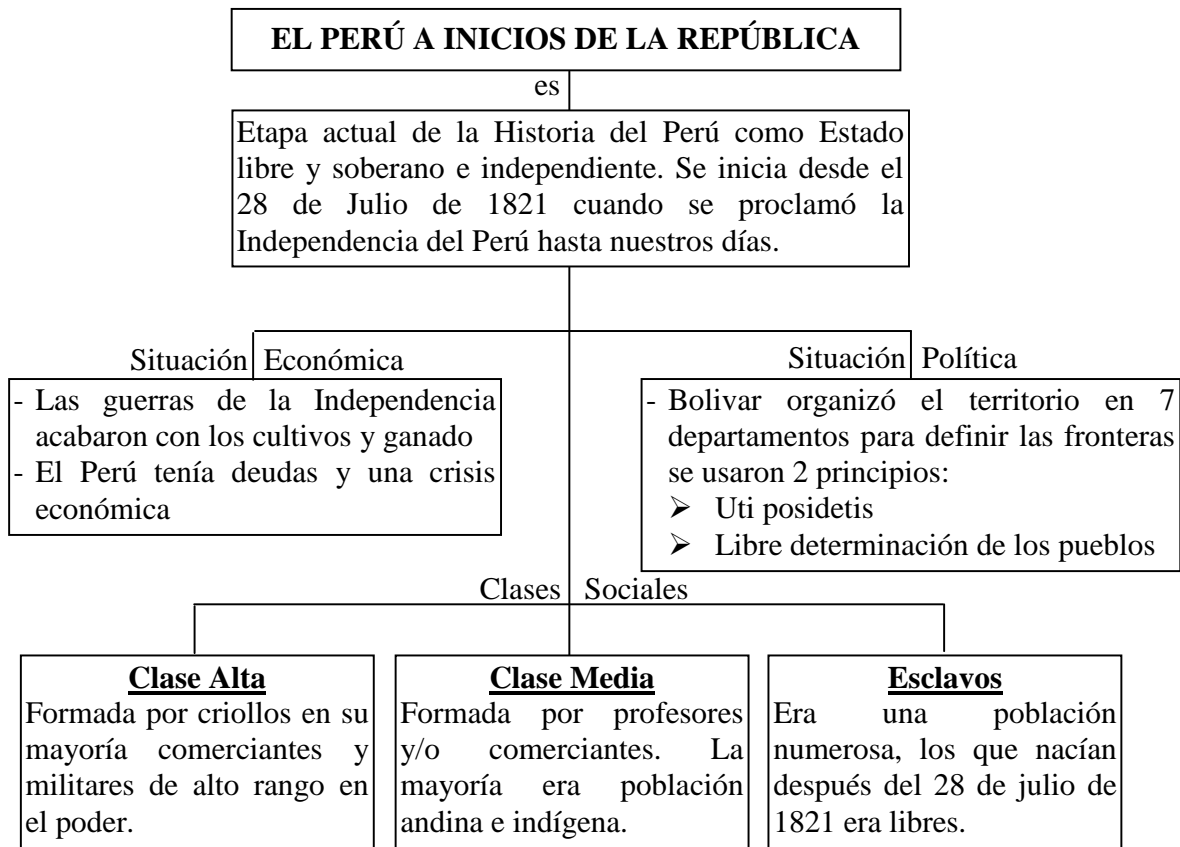 EL PERÚ A INICIOS DE LA REPÚBLICA
es
Etapa actual de la Historia del Perú como Estado
libre y soberano e independiente. Se inicia desde el
28 de Julio de 1821 cuando se proclamó la
Independencia del Perú hasta nuestros días.
Situación Económica
- Las guerras de la Independencia
acabaron con los cultivos y ganado
- El Perú tenía deudas y una crisis
económica
Situación Política
- Bolivar organizó el territorio en 7
departamentos para definir las fronteras
se usaron 2 principios:
➢ Uti posidetis
➢ Libre determinación de los pueblos
Clases Sociales
Clase Alta
Formada por criollos en su
mayoría comerciantes y
militares de alto rango en
el poder.
Clase Media
Formada por profesores
y/o comerciantes. La
mayoría era población
andina e indígena.
Esclavos
Era una población
numerosa, los que nacían
después del 28 de julio de
1821 era libres.